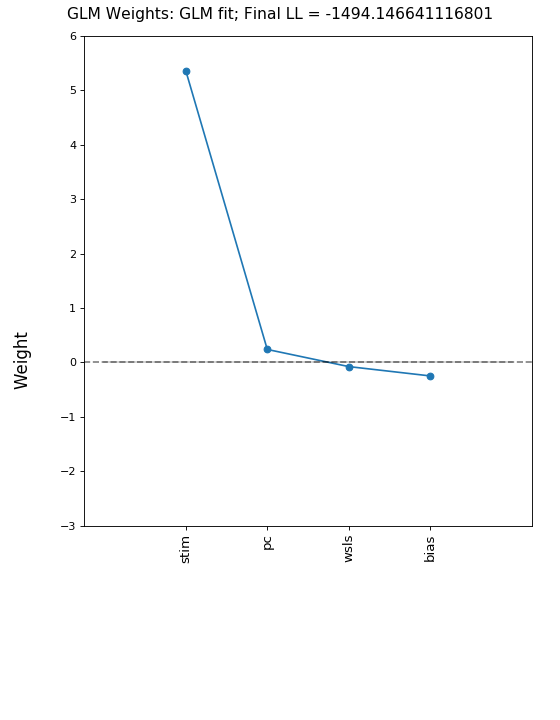 GLM Weights: GLM fit; Final LL = -1494.146641116801
6
5
4
3
2
1
0
−1
−2
−3
Weight
stim
pc
wsls
bias